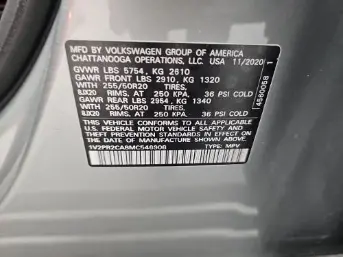 MFD BY VOLKSWAGEN GROUP OF AMERICA
CHATTANOOGA OPERATIONS, LLC. USA 11/2020
GVWR LBS 5754, KG 2610
GAWR FRONT LBS 2910, KG 1320
WITH 255/50R20 TIRES.
8JX20 RIMS. AT 250 KPA. 36 PSI COLD
GAWR REAR LBS 2954, KG 1340
WITH 255/50R20 TIRES.
8JX20 RIMS. AT 250 KPA. 36 PSI COLD
THIS VEHICLE CONFORMS TO ALL APPLICABLE
U.S. FEDERAL MOTOR VEHICLE SAFETY AND
THEFT PREVENTION STANDARDS IN EFFECT ON THE
DATE OF MANUFACTURE SHOWN ABOVE.
TYPE: MPV
1